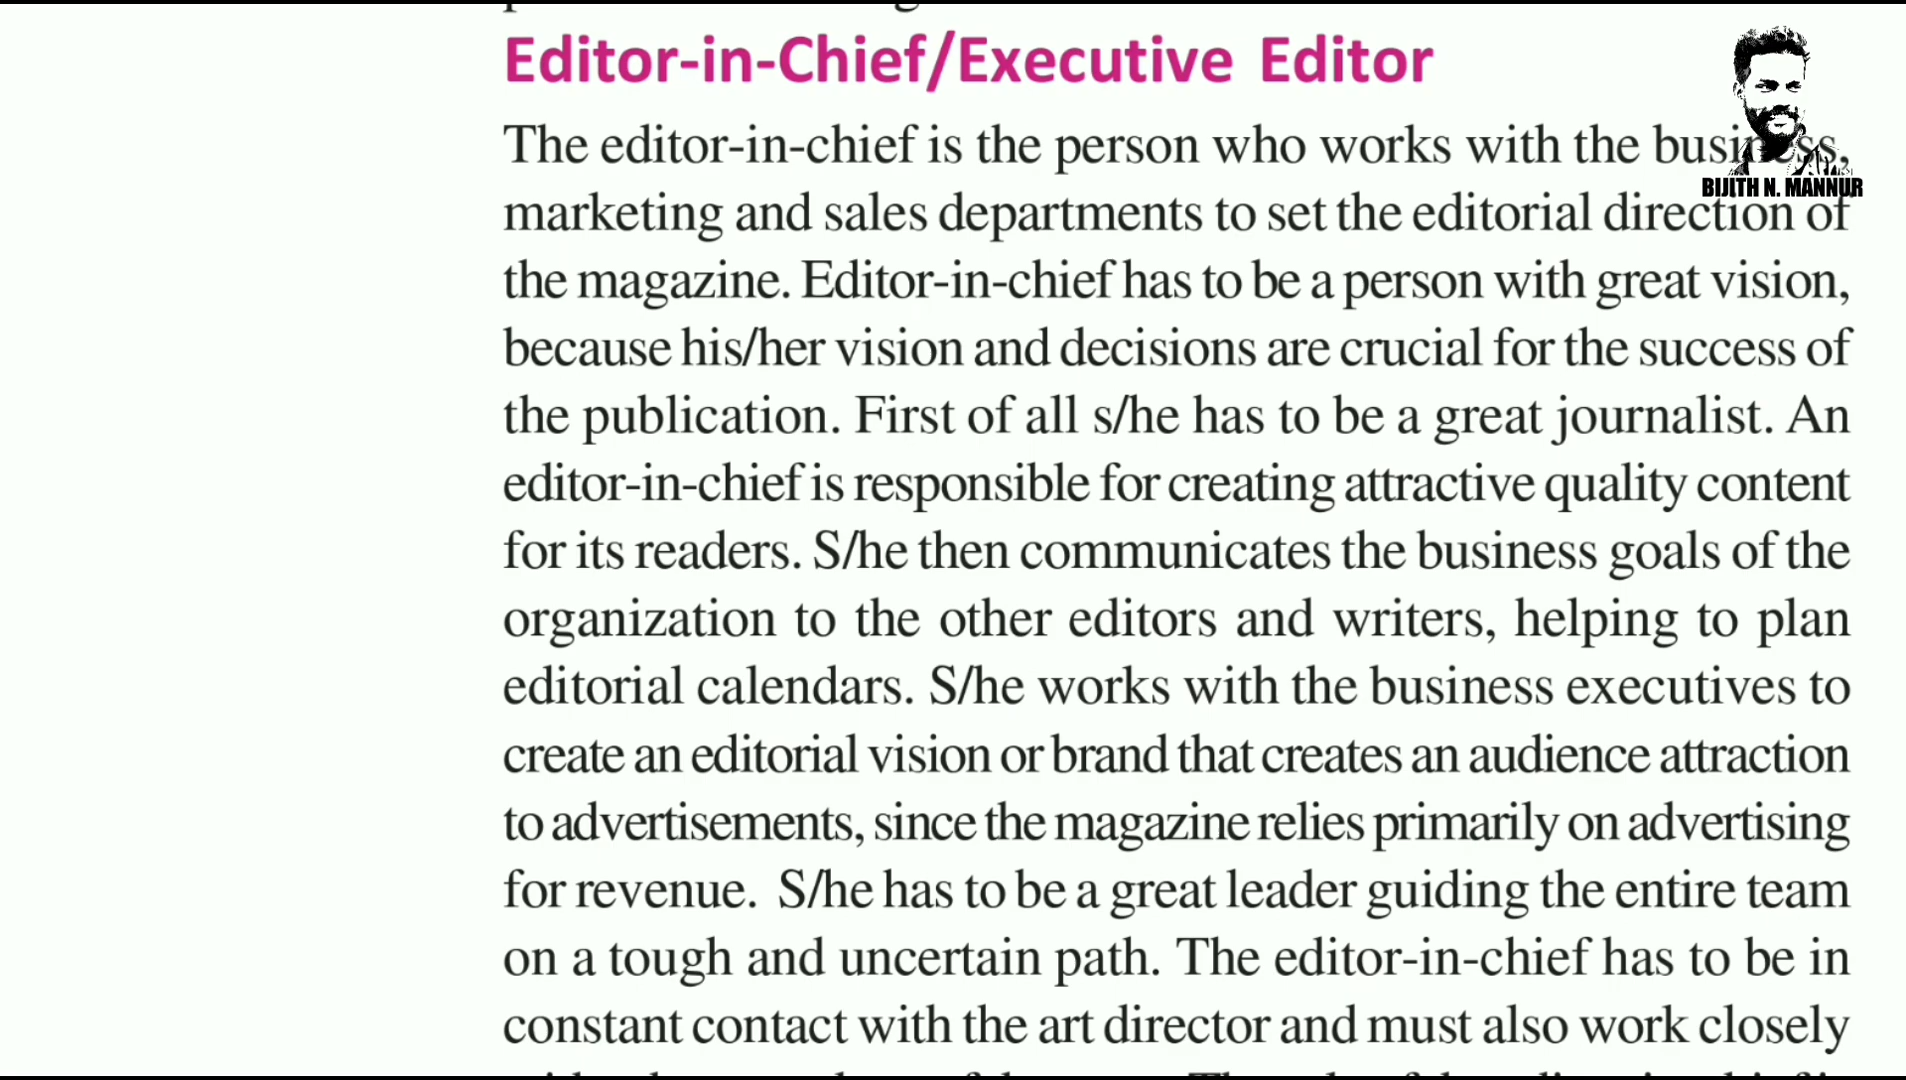 Editor-in-Chief/Executive Editor
BIJITH N. MANNUR
The editor-in-chief is the person who works with the business,
marketing and sales departments to set the editorial direction of
the magazine. Editor-in-chief has to be a person with great vision,
because his/her vision and decisions are crucial for the success of
the publication. First of all s/he has to be a great journalist. An
editor-in-chief is responsible for creating attractive quality content
for its readers. S/he then communicates the business goals of the
organization to the other editors and writers, helping to plan
editorial calendars. S/he works with the business executives to
create an editorial vision or brand that creates an audience attraction
to advertisements, since the magazine relies primarily on advertising
for revenue. S/he has to be a great leader guiding the entire team
on a tough and uncertain path. The editor-in-chief has to be in
constant contact with the art director and must also work closely